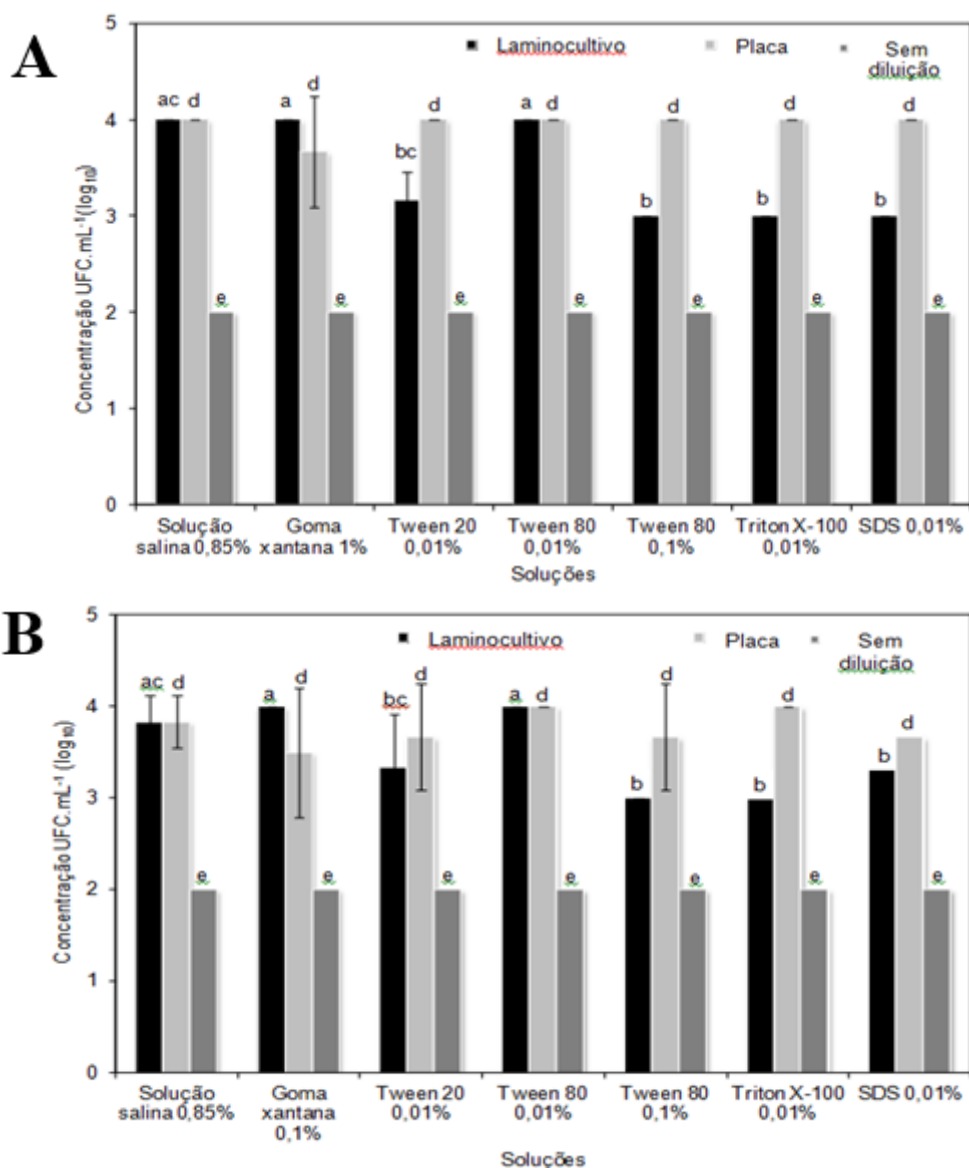 A
5
4
3
2
1
0
Concentração UFC.mL⁻¹ (log₁₀)
Laminocultivo
Placa
Sem
diluição
ac d
a d
bc d
a d
b d
b d
b d
e e e e e e e
Solução
salina 0,85%
Goma
xantana 1%
Tween 20
0,01%
Tween 80
0,01%
Tween 80
0,1%
Triton X-100
0,01%
SDS 0,01%
Soluções
B
5
4
3
2
1
0
Concentração UFC.mL⁻¹ (log₁₀)
Laminocultivo
Placa
Sem
diluição
ac d
a d
bc d
a d
b d
b d
b d
e e e e e e e
Solução
salina 0,85%
Goma
xantana
0,1%
Tween 20
0,01%
Tween 80
0,01%
Tween 80
0,1%
Triton X-100
0,01%
SDS 0,01%
Soluções